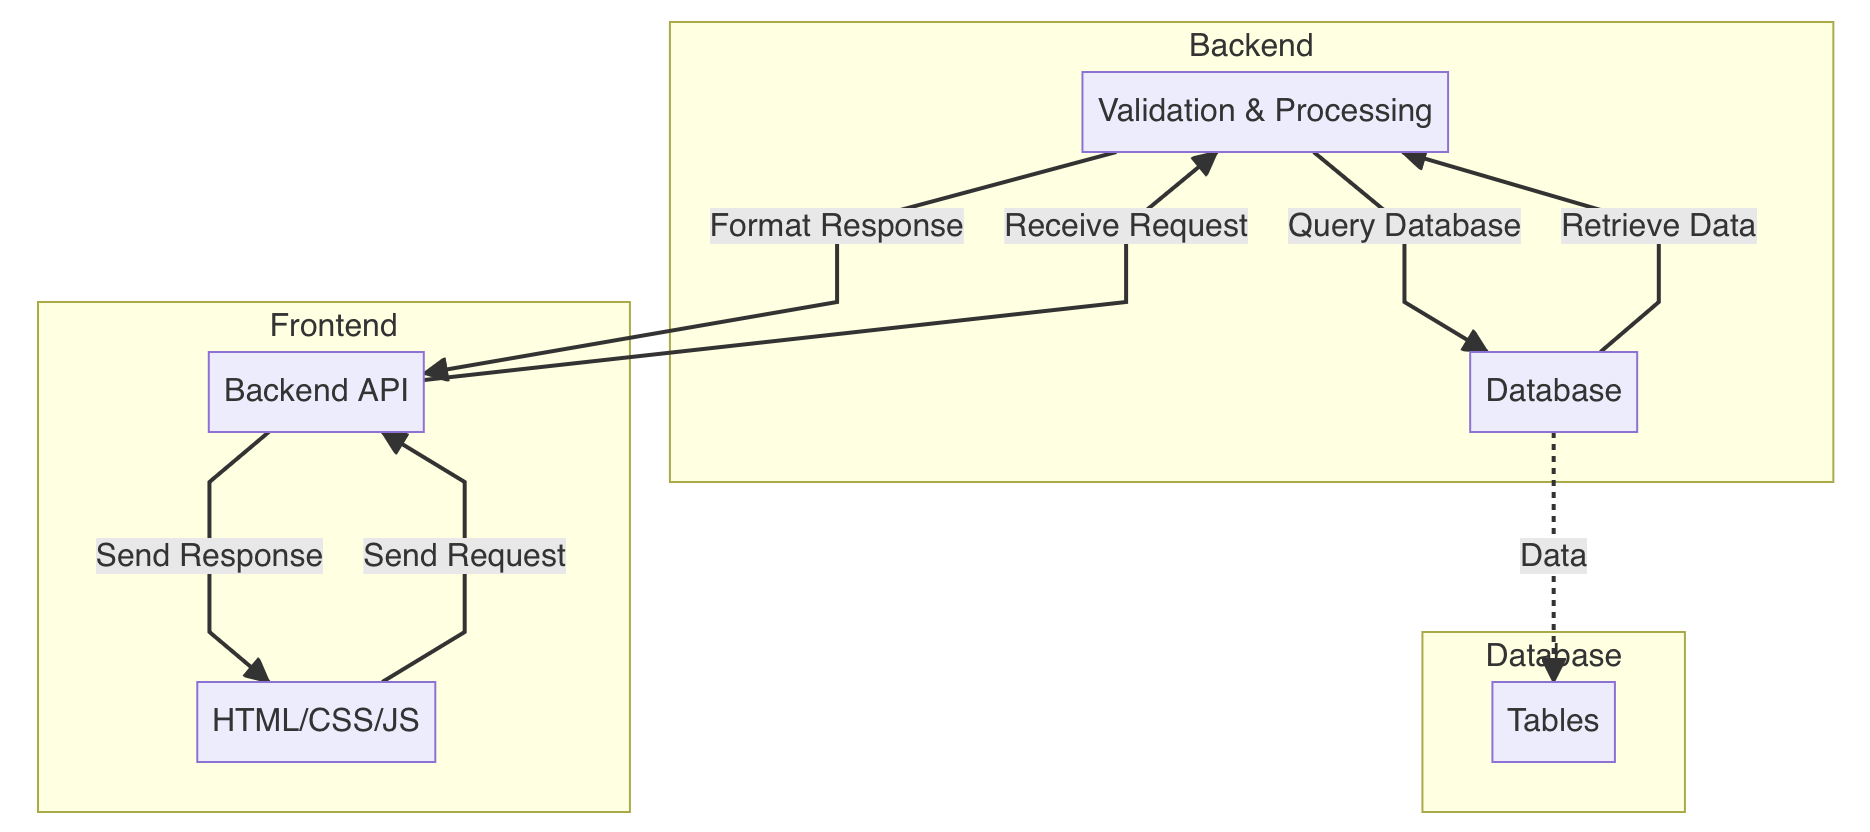 Backend
Validation & Processing
Format Response
Receive Request
Query Database
Retrieve Data
Frontend
Backend API
Database
Send Response
Send Request
Data
HTML/CSS/JS
Database
Tables